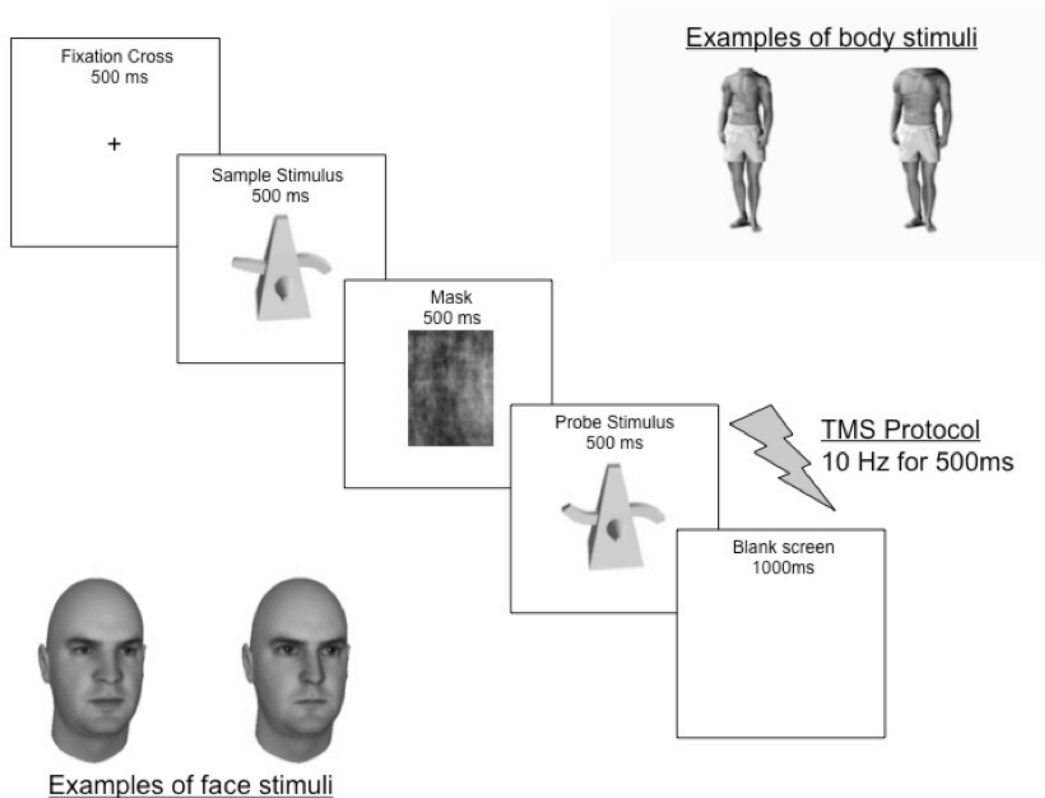 Fixation Cross
500 ms
+
Sample Stimulus
500 ms
Mask
500 ms
Probe Stimulus
500 ms
TMS Protocol
10 Hz for 500ms
Blank screen
1000ms
Examples of body stimuli
Examples of face stimuli